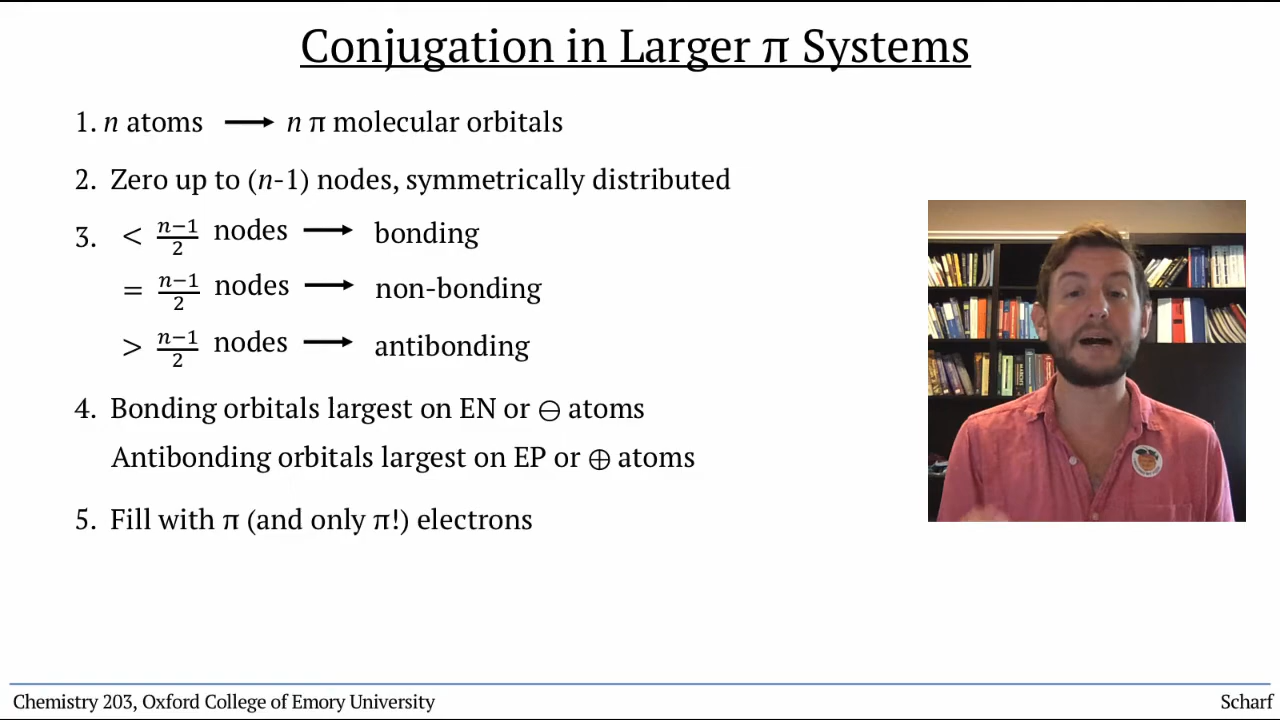 Conjugation in Larger π Systems
1. n atoms ⟶ n π molecular orbitals
2. Zero up to (n-1) nodes, symmetrically distributed
3. < n−1/2 nodes ⟶ bonding
= n−1/2 nodes ⟶ non-bonding
> n−1/2 nodes ⟶ antibonding
4. Bonding orbitals largest on EN or ⊖ atoms
Antibonding orbitals largest on EP or ⊕ atoms
5. Fill with π (and only π!) electrons
Chemistry 203, Oxford College of Emory University
Scharf